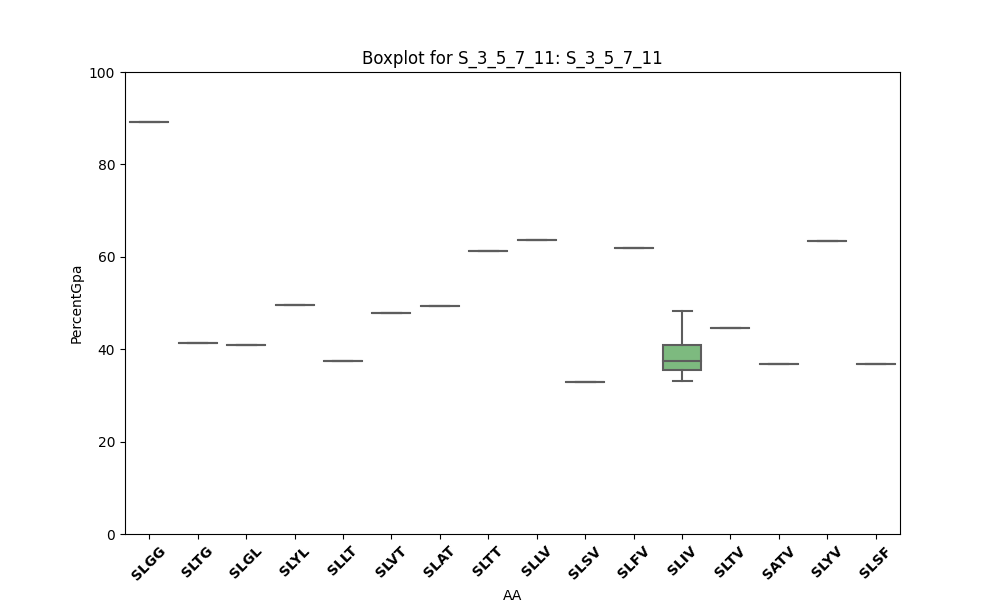 Boxplot for S_3_5_7_11: S_3_5_7_11
100
80
60
40
20
0
PercentGpa
SLGG
SLTG
SLGL
SLYL
SLLT
SLVT
SLAT
SLTT
SLLV
SLSV
SLFV
SLIV
SLTV
SATV
SLYV
SLSF
AA